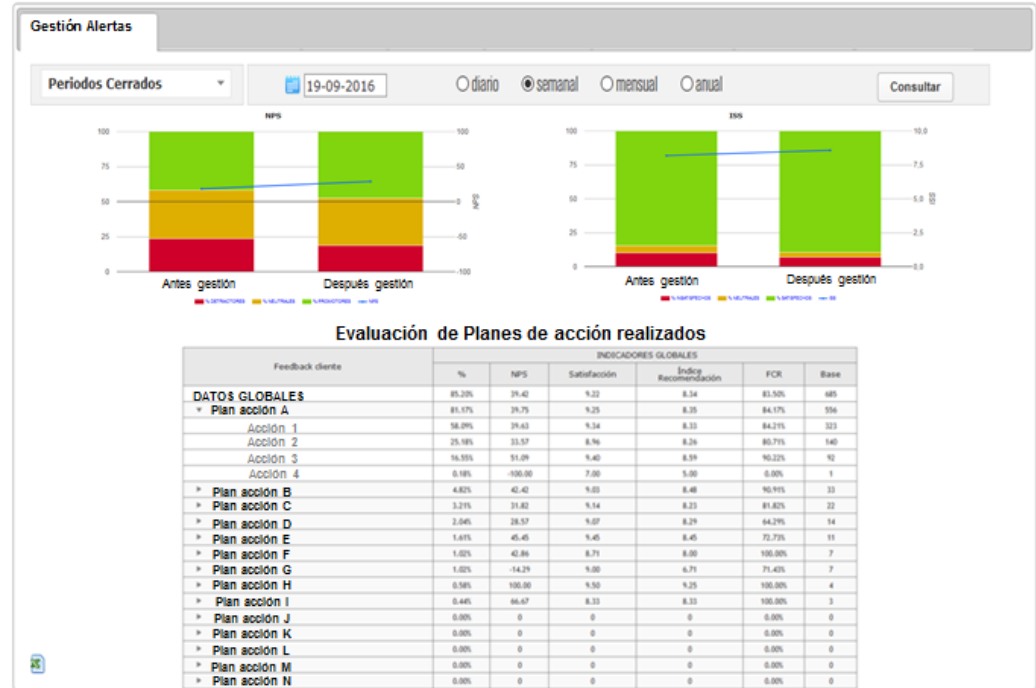 Gestión Alertas
Periodos Cerrados
19-09-2016
diario
semanal
mensual
anual
Consultar
NPS
100
75
50
25
0
100
50
0
-50
-100
NPS
Antes gestión
Después gestión
% DETRACTORES % NEUTRALES % PROMOTORES NPS
ISS
100
75
50
25
0
10,0
7,5
5,0
2,5
0,0
ISS
Antes gestión
Después gestión
% INSATISFECHOS % NEUTRALES % SATISFECHOS ISS
Evaluación de Planes de acción realizados
Feedback cliente
INDICADORES GLOBALES
% NPS Satisfacción Índice Recomendación FCR Base
DATOS GLOBALES 85.20% 39.42 9.22 8.34 83.50% 685
Plan acción A 81.17% 39.75 9.25 8.35 84.17% 556
Acción 1 58.09% 39.63 9.34 8.33 84.21% 323
Acción 2 25.18% 33.57 8.96 8.26 80.71% 140
Acción 3 16.55% 51.09 9.40 8.59 90.22% 92
Acción 4 0.18% -100.00 7.00 5.00 0.00% 1
Plan acción B 4.82% 42.42 9.03 8.48 90.91% 33
Plan acción C 3.21% 31.82 9.14 8.23 81.82% 22
Plan acción D 2.04% 28.57 9.07 8.29 64.29% 14
Plan acción E 1.61% 45.45 9.45 8.45 72.73% 11
Plan acción F 1.02% 42.86 8.71 8.00 100.00% 7
Plan acción G 1.02% -14.29 9.00 6.71 71.43% 7
Plan acción H 0.58% 100.00 9.50 9.25 100.00% 4
Plan acción I 0.44% 66.67 8.33 8.33 100.00% 3
Plan acción J 0.00% 0 0 0 0.00% 0
Plan acción K 0.00% 0 0 0 0.00% 0
Plan acción L 0.00% 0 0 0 0.00% 0
Plan acción M 0.00% 0 0 0 0.00% 0
Plan acción N 0.00% 0 0 0 0.00% 0